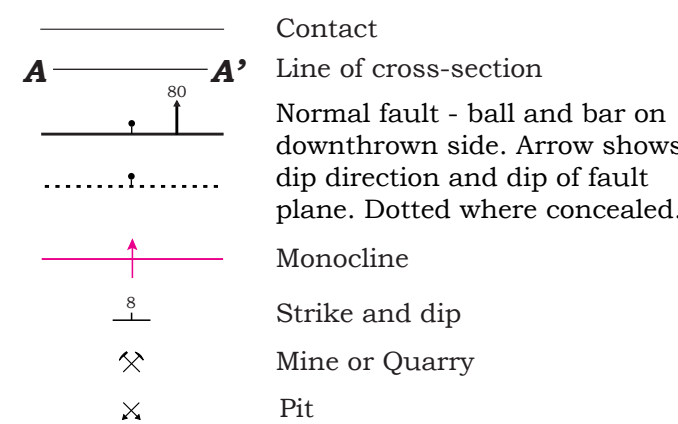 Contact
A A’ Line of cross-section
80
Normal fault - ball and bar on
downthrown side. Arrow shows
dip direction and dip of fault
plane. Dotted where concealed.
Monocline
8
Strike and dip
Mine or Quarry
Pit